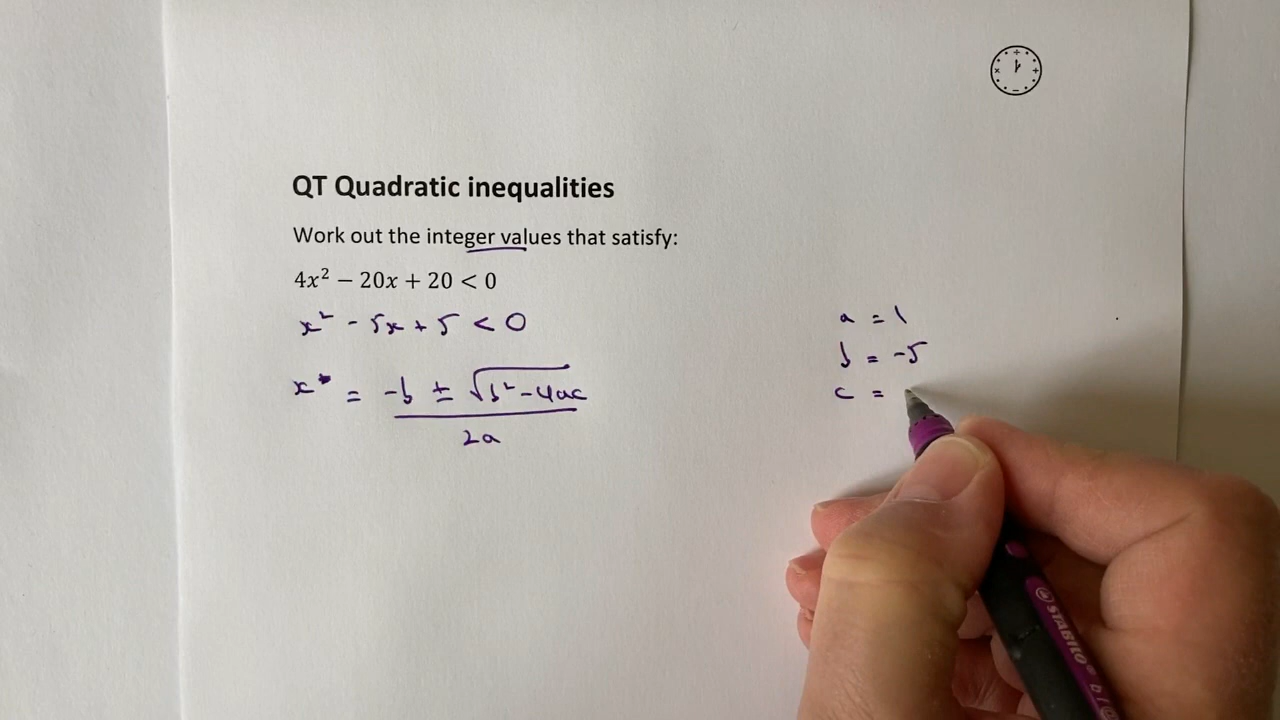 QT Quadratic inequalities
Work out the integer values that satisfy:
4x² − 20x + 20 < 0
x² - 5x + 5 < 0
x = -b ± √b² - 4ac
2a
a = 1
b = -5
c =
STABILO